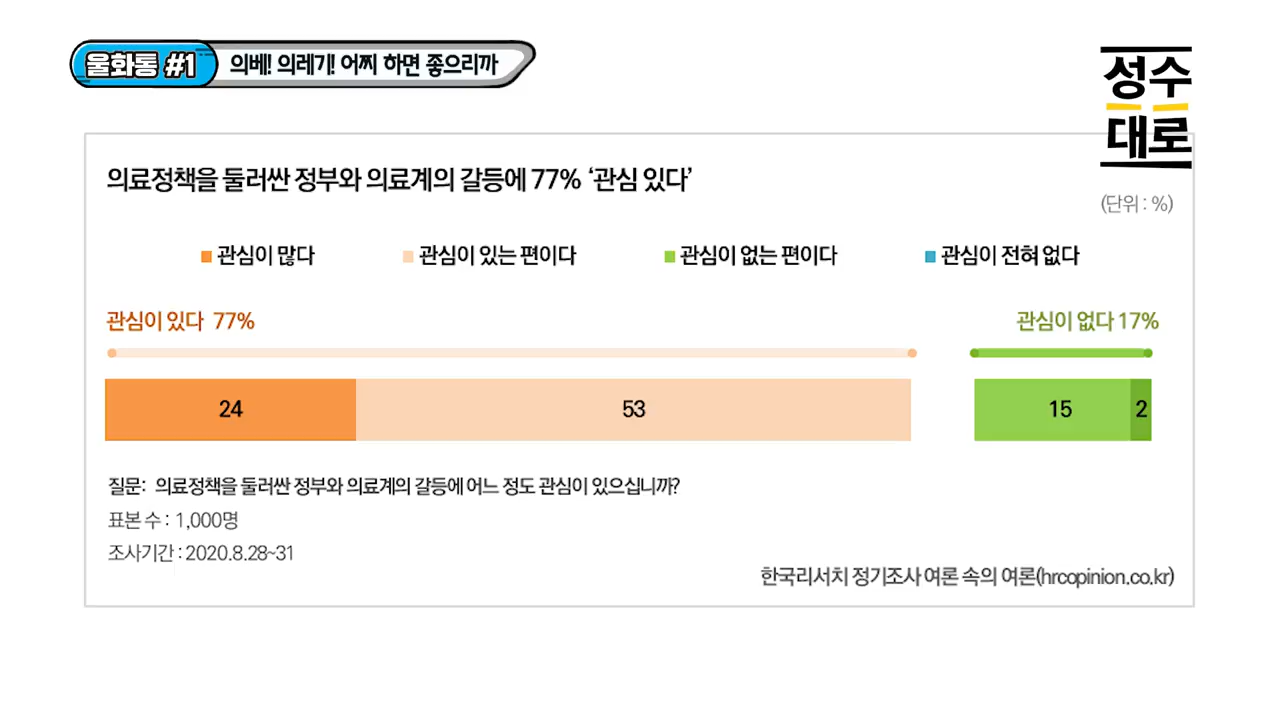 울화통 #1 의베! 의레기! 어찌 하면 좋으리까
성수
대로
의료정책을 둘러싼 정부와 의료계의 갈등에 77% ‘관심 있다’
(단위 : %)
관심이 많다 관심이 있는 편이다 관심이 없는 편이다 관심이 전혀 없다
관심이 있다 77% 관심이 없다 17%
24 53 15 2
질문: 의료정책을 둘러싼 정부와 의료계의 갈등에 어느 정도 관심이 있으십니까?
표본 수 : 1,000명
조사기간 : 2020.8.28~31
한국리서치 정기조사 여론 속의 여론(hrcopinion.co.kr)